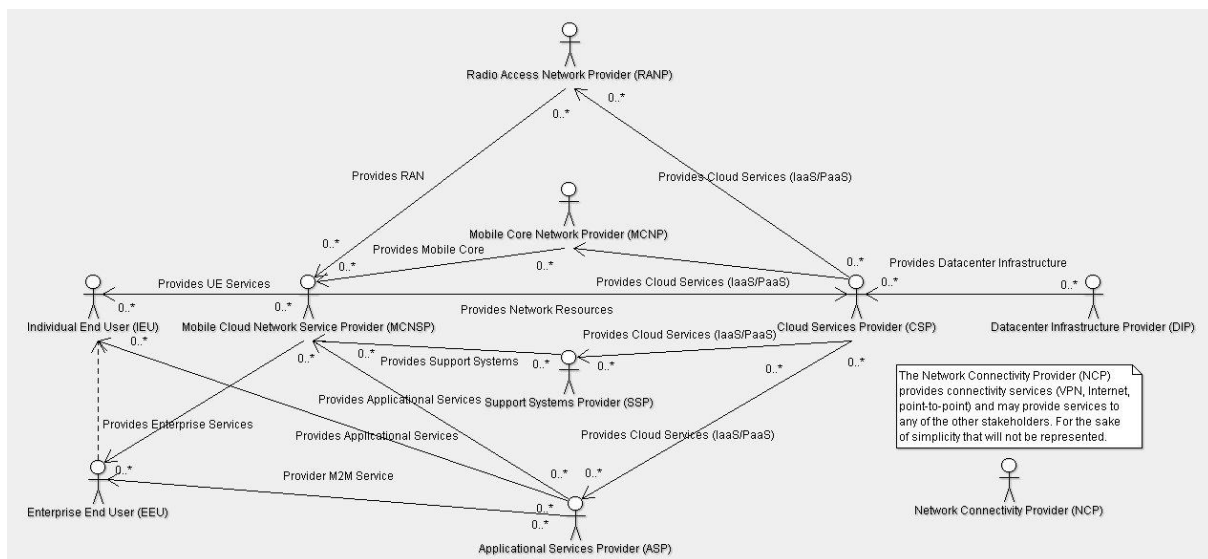 Radio Access Network Provider (RANP)
0..*
0..*
Provides RAN
Provides Cloud Services (IaaS/PaaS)
Mobile Core Network Provider (MCNP)
0..*
Provides Mobile Core
0..*
0..*
0..*
Provides Datacenter Infrastructure
Provides UE Services
Provides Cloud Services (IaaS/PaaS)
0..*
0..*
0..*
0..*
0..*
Provides Network Resources
Individual End User (IEU)
Mobile Cloud Network Service Provider (MCNSP)
Cloud Services Provider (CSP)
Datacenter Infrastructure Provider (DIP)
0..*
0..*
0..*
Provides Cloud Services (IaaS/PaaS)
Provides Support Systems
0..*
0..*
0..*
0..*
The Network Connectivity Provider (NCP)
provides connectivity services (VPN, Internet,
point-to-point) and may provide services to
any of the other stakeholders. For the sake
of simplicity that will not be represented.
Provides Applicational Services
Support Systems Provider (SSP)
Provides Enterprise Services
Provides Applicational Services
Provides Cloud Services (IaaS/PaaS)
0..*
Provider M2M Service
0..*
0..*
0..*
0..*
Enterprise End User (EEU)
Network Connectivity Provider (NCP)
Applicational Services Provider (ASP)